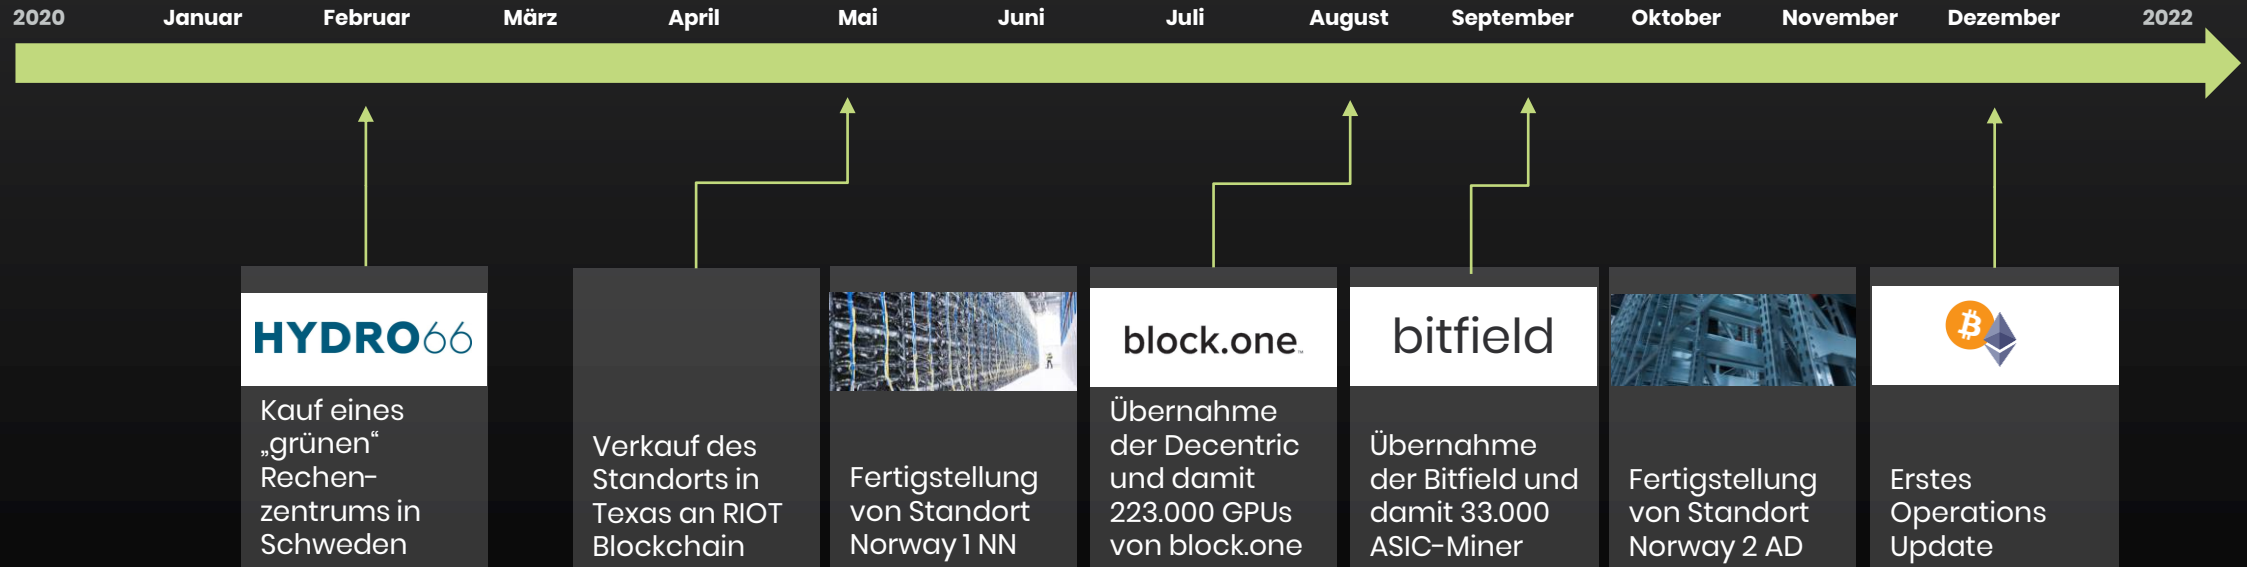 2020 Januar Februar März April Mai Juni Juli August September Oktober November Dezember 2022
HYDRO66
Kauf eines
„grünen“
Rechen-
zentrums in
Schweden
Verkauf des
Standorts in
Texas an RIOT
Blockchain
Fertigstellung
von Standort
Norway 1 NN
block.one
Übernahme
der Decentric
und damit
223.000 GPUs
von block.one
bitfield
Übernahme
der Bitfield und
damit 33.000
ASIC-Miner
Fertigstellung
von Standort
Norway 2 AD
Erstes
Operations
Update